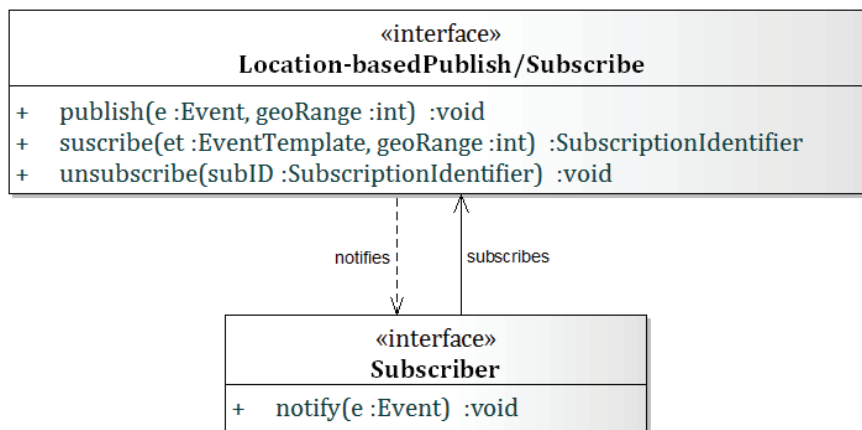 «interface»
Location-basedPublish/Subscribe
+ publish(e :Event, geoRange :int) :void
+ suscribe(et :EventTemplate, geoRange :int) :SubscriptionIdentifier
+ unsubscribe(subID :SubscriptionIdentifier) :void
notifies subscribes
«interface»
Subscriber
+ notify(e :Event) :void